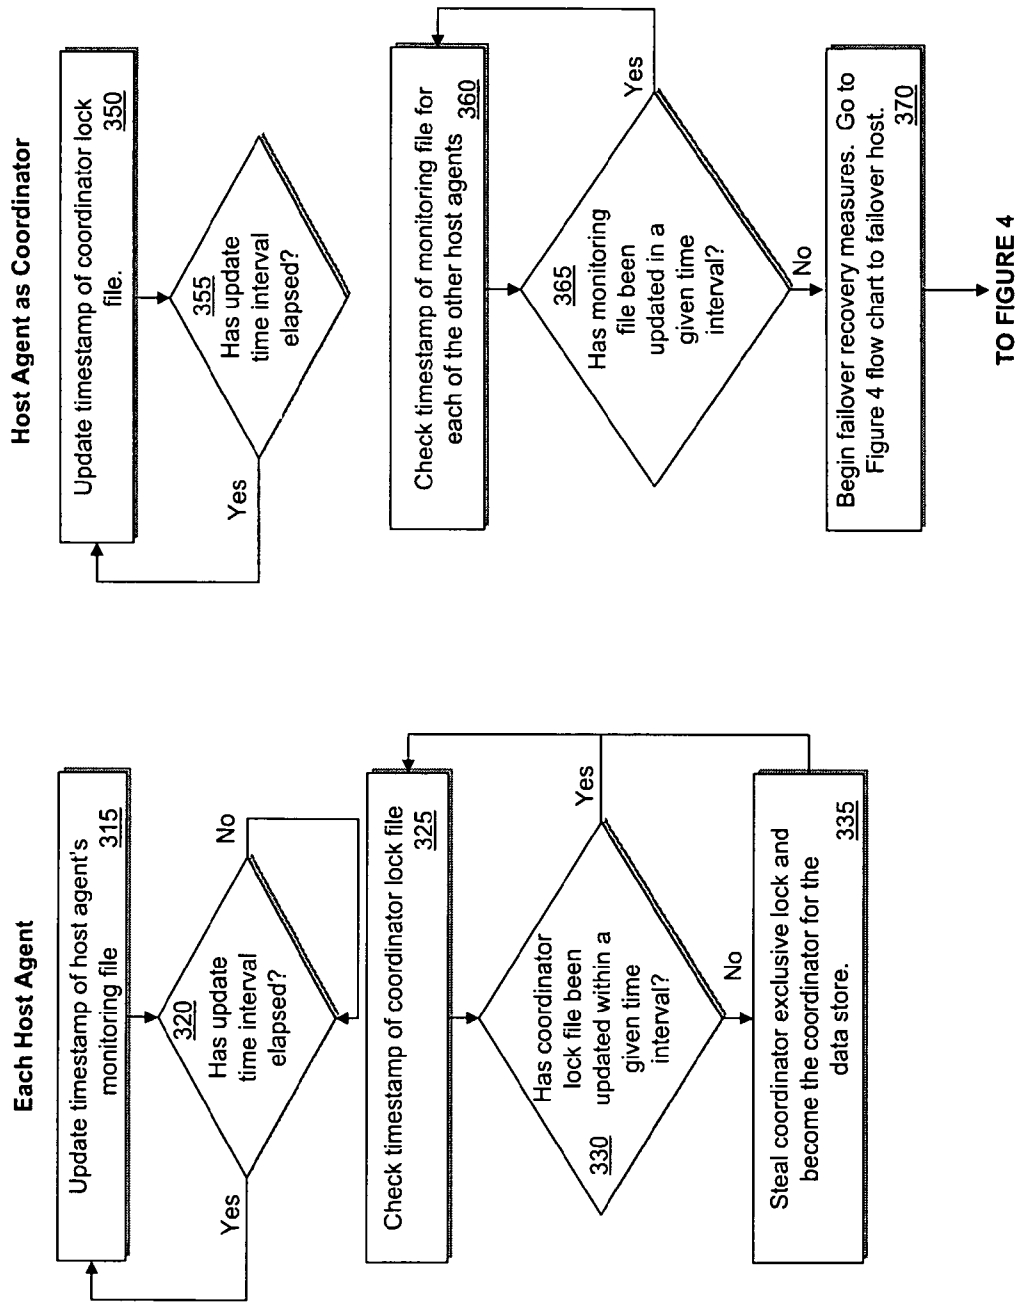 Each Host Agent
Update timestamp of host agent's
monitoring file
315
320
Has update
time interval
elapsed?
Yes
No
Check timestamp of coordinator lock file
325
Has coordinator
lock file been
updated within a
given time
interval?
330
Yes
No
Steal coordinator exclusive lock and
become the coordinator for the
data store.
335
Host Agent as Coordinator
Update timestamp of coordinator lock
file.
350
355
Has update
time interval
elapsed?
Yes
Check timestamp of monitoring file for
each of the other host agents
360
365
Has monitoring
file been
updated in a
given time
interval?
Yes
No
Begin failover recovery measures. Go to
Figure 4 flow chart to failover host.
370
TO FIGURE 4